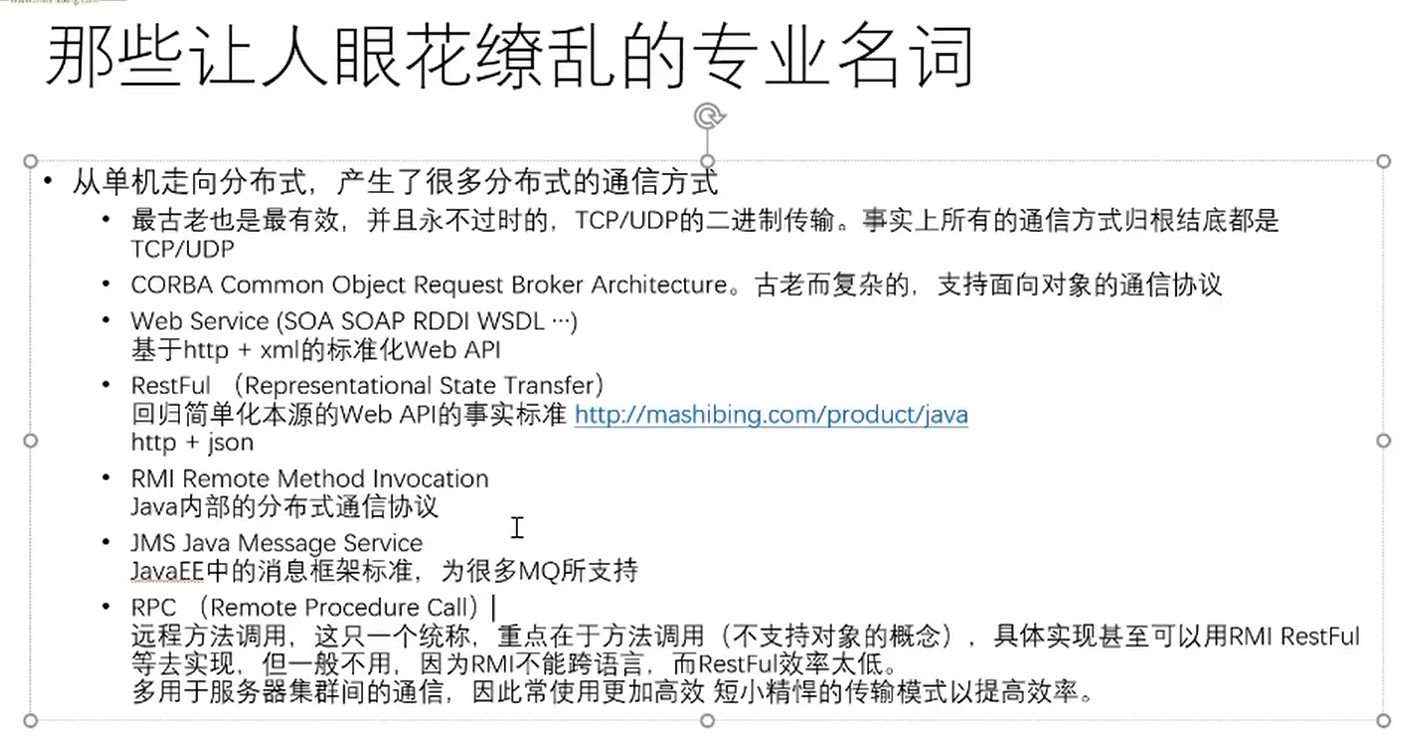 那些让人眼花缭乱的专业名词
• 从单机走向分布式，产生了很多分布式的通信方式
• 最古老也是最有效，并且永不过时的，TCP/UDP的二进制传输。事实上所有的通信方式归根结底都是
TCP/UDP
• CORBA Common Object Request Broker Architecture。古老而复杂的，支持面向对象的通信协议
• Web Service (SOA SOAP RDDI WSDL ···)
基于http + xml的标准化Web API
• RestFul （Representational State Transfer）
回归简单化本源的Web API的事实标准 http://mashibing.com/product/java
http + json
• RMI Remote Method Invocation
Java内部的分布式通信协议
• JMS Java Message Service
JavaEE中的消息框架标准，为很多MQ所支持
• RPC （Remote Procedure Call）
远程方法调用，这只一个统称，重点在于方法调用（不支持对象的概念），具体实现甚至可以用RMI RestFul
等去实现，但一般不用，因为RMI不能跨语言，而RestFul效率太低。
多用于服务器集群间的通信，因此常使用更加高效 短小精悍的传输模式以提高效率。